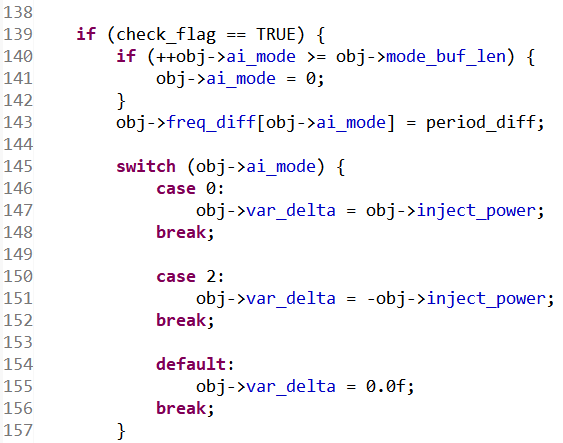 138
139    if (check_flag == TRUE) {
140        if (++obj->ai_mode >= obj->mode_buf_len) {
141            obj->ai_mode = 0;
142        }
143        obj->freq_diff[obj->ai_mode] = period_diff;
144
145        switch (obj->ai_mode) {
146            case 0:
147                obj->var_delta = obj->inject_power;
148            break;
149
150            case 2:
151                obj->var_delta = -obj->inject_power;
152            break;
153
154            default:
155                obj->var_delta = 0.0f;
156            break;
157        }